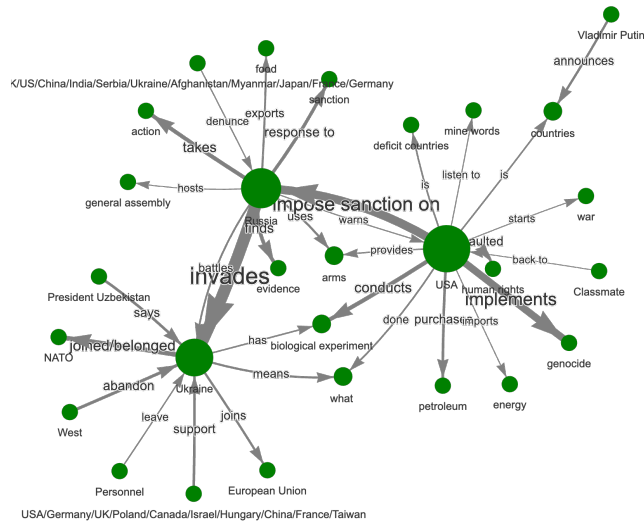 Vladimir Putin
announces
food
K/US/China/India/Serbia/Ukraine/Afghanistan/Myanmar/Japan/France/Germany
sanction
exports
denunce
response to
action
takes
mine words
countries
deficit countries
listen to
is
is
general assembly
hosts
impose sanction on
war
starts
Russia
uses
warns
finds
aulted
provides
back to
battles
invades
evidence
arms
USA
human rights
Classmate
conducts
implements
President Uzbekistan
says
done
purchase
imports
has
biological experiment
joined/belonged
NATO
genocide
means
what
abandon
Ukraine
petroleum
energy
West
leave
joins
support
Personnel
European Union
USA/Germany/UK/Poland/Canada/Israel/Hungary/China/France/Taiwan